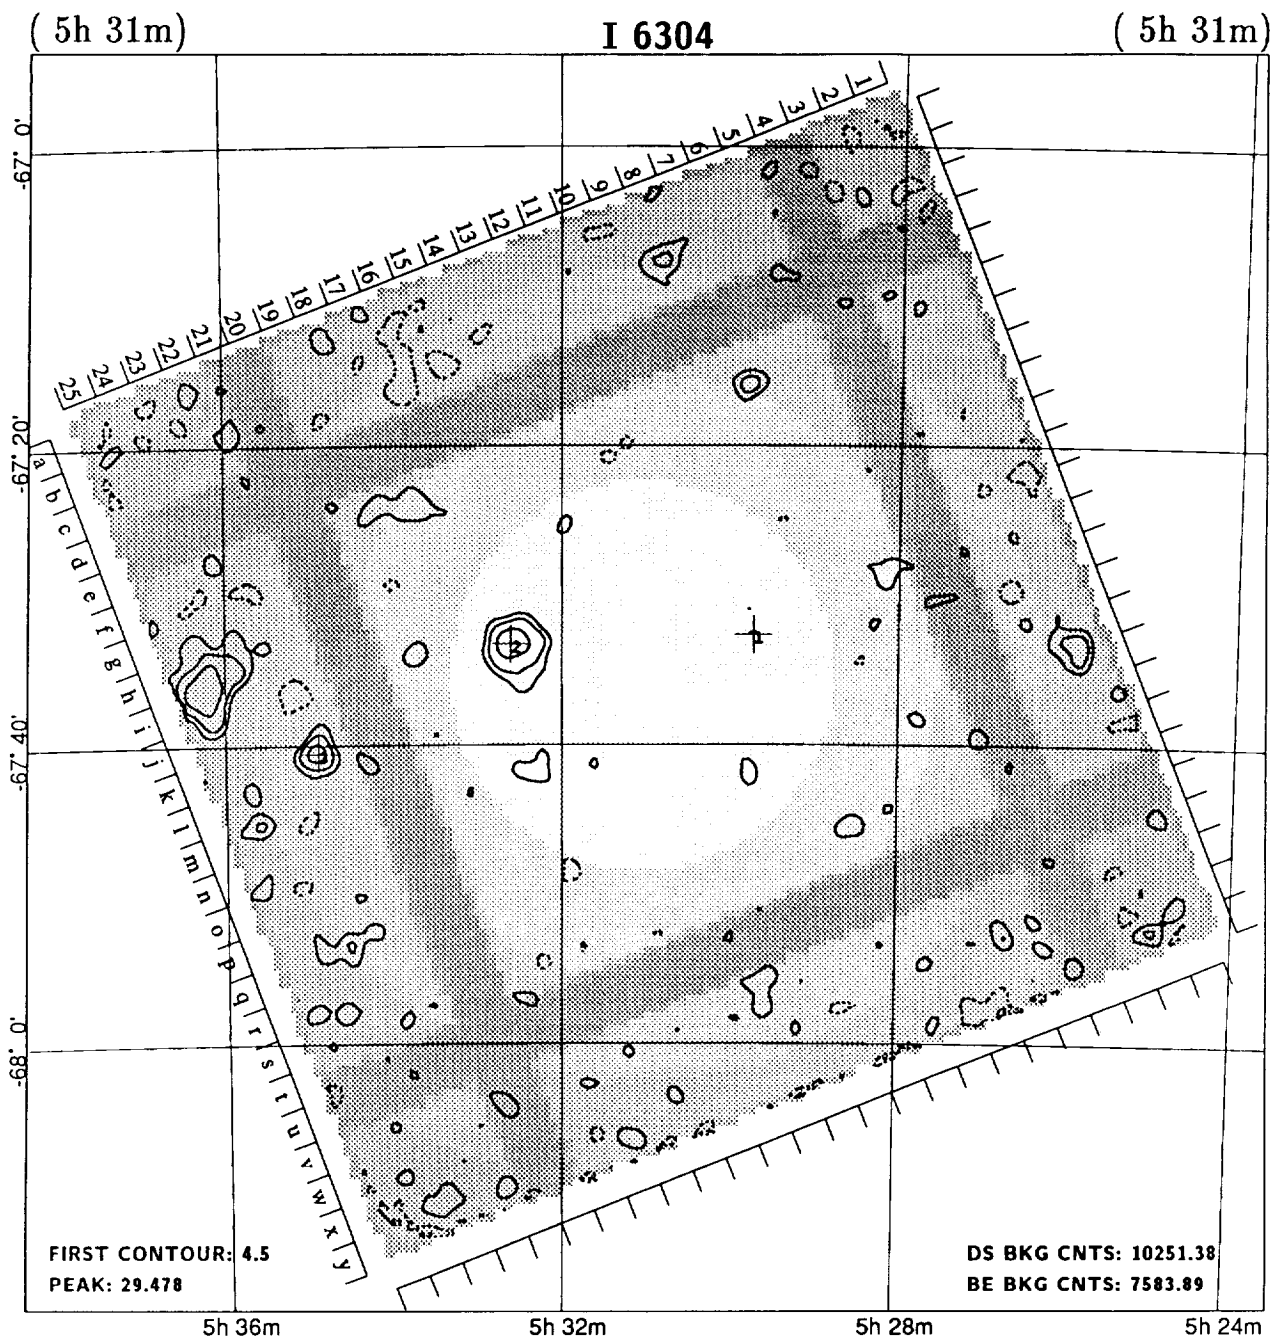 ( 5h 31m)
I 6304
( 5h 31m)
1
2
3
4
5
6
7
8
9
10
11
12
13
14
15
16
17
18
19
20
21
22
23
24
25
-67° 0'
-67° 20'
-67° 40'
-68° 0'
a
b
c
d
e
f
g
h
i
j
k
l
m
n
o
p
q
r
s
t
u
v
w
x
y
1
2
3
FIRST CONTOUR: 4.5
PEAK: 29.478
DS BKG CNTS: 10251.38
BE BKG CNTS: 7583.89
5h 36m
5h 32m
5h 28m
5h 24m